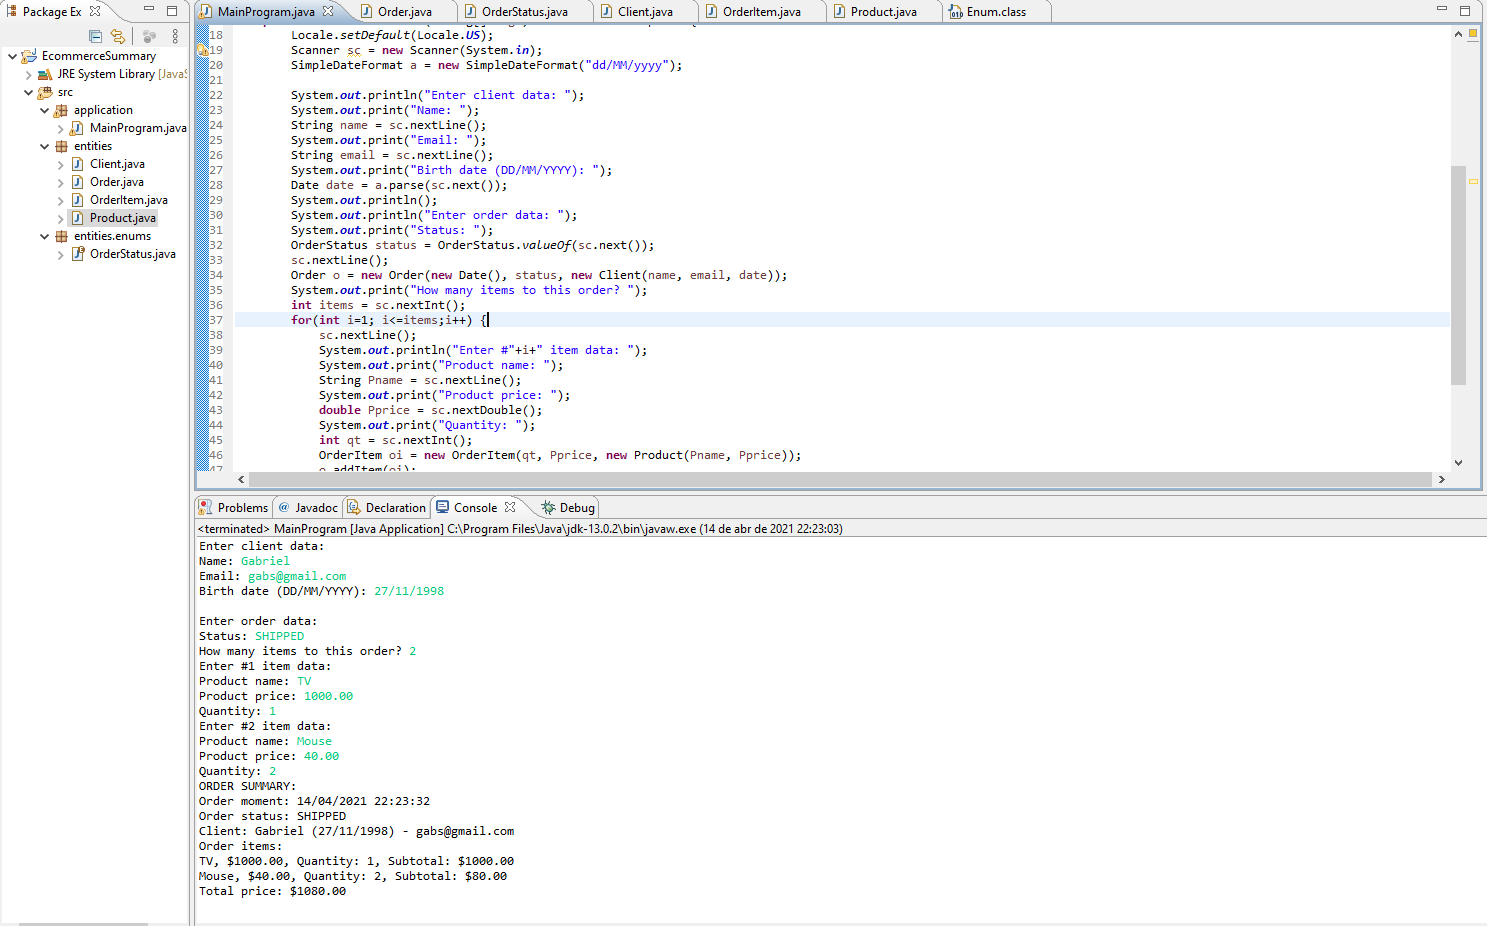 Package Ex
EcommerceSummary
JRE System Library [JavaS
src
application
MainProgram.java
entities
Client.java
Order.java
OrderItem.java
Product.java
entities.enums
OrderStatus.java
MainProgram.java Order.java OrderStatus.java Client.java OrderItem.java Product.java Enum.class
18 Locale.setDefault(Locale.US);
19 Scanner sc = new Scanner(System.in);
20 SimpleDateFormat a = new SimpleDateFormat("dd/MM/yyyy");
21
22 System.out.println("Enter client data: ");
23 System.out.print("Name: ");
24 String name = sc.nextLine();
25 System.out.print("Email: ");
26 String email = sc.nextLine();
27 System.out.print("Birth date (DD/MM/YYYY): ");
28 Date date = a.parse(sc.next());
29 System.out.println();
30 System.out.println("Enter order data: ");
31 System.out.print("Status: ");
32 OrderStatus status = OrderStatus.valueOf(sc.next());
33 sc.nextLine();
34 Order o = new Order(new Date(), status, new Client(name, email, date));
35 System.out.print("How many items to this order? ");
36 int items = sc.nextInt();
37 for(int i=1; i<=items;i++) {
38 sc.nextLine();
39 System.out.println("Enter #"+i+" item data: ");
40 System.out.print("Product name: ");
41 String Pname = sc.nextLine();
42 System.out.print("Product price: ");
43 double Pprice = sc.nextDouble();
44 System.out.print("Quantity: ");
45 int qt = sc.nextInt();
46 OrderItem oi = new OrderItem(qt, Pprice, new Product(Pname, Pprice));
47 o.addItem(oi);
Problems @ Javadoc Declaration Console Debug
<terminated> MainProgram [Java Application] C:\Program Files\Java\jdk-13.0.2\bin\javaw.exe (14 de abr de 2021 22:23:03)
Enter client data:
Name: Gabriel
Email: gabs@gmail.com
Birth date (DD/MM/YYYY): 27/11/1998
Enter order data:
Status: SHIPPED
How many items to this order? 2
Enter #1 item data:
Product name: TV
Product price: 1000.00
Quantity: 1
Enter #2 item data:
Product name: Mouse
Product price: 40.00
Quantity: 2
ORDER SUMMARY:
Order moment: 14/04/2021 22:23:32
Order status: SHIPPED
Client: Gabriel (27/11/1998) - gabs@gmail.com
Order items:
TV, $1000.00, Quantity: 1, Subtotal: $1000.00
Mouse, $40.00, Quantity: 2, Subtotal: $80.00
Total price: $1080.00